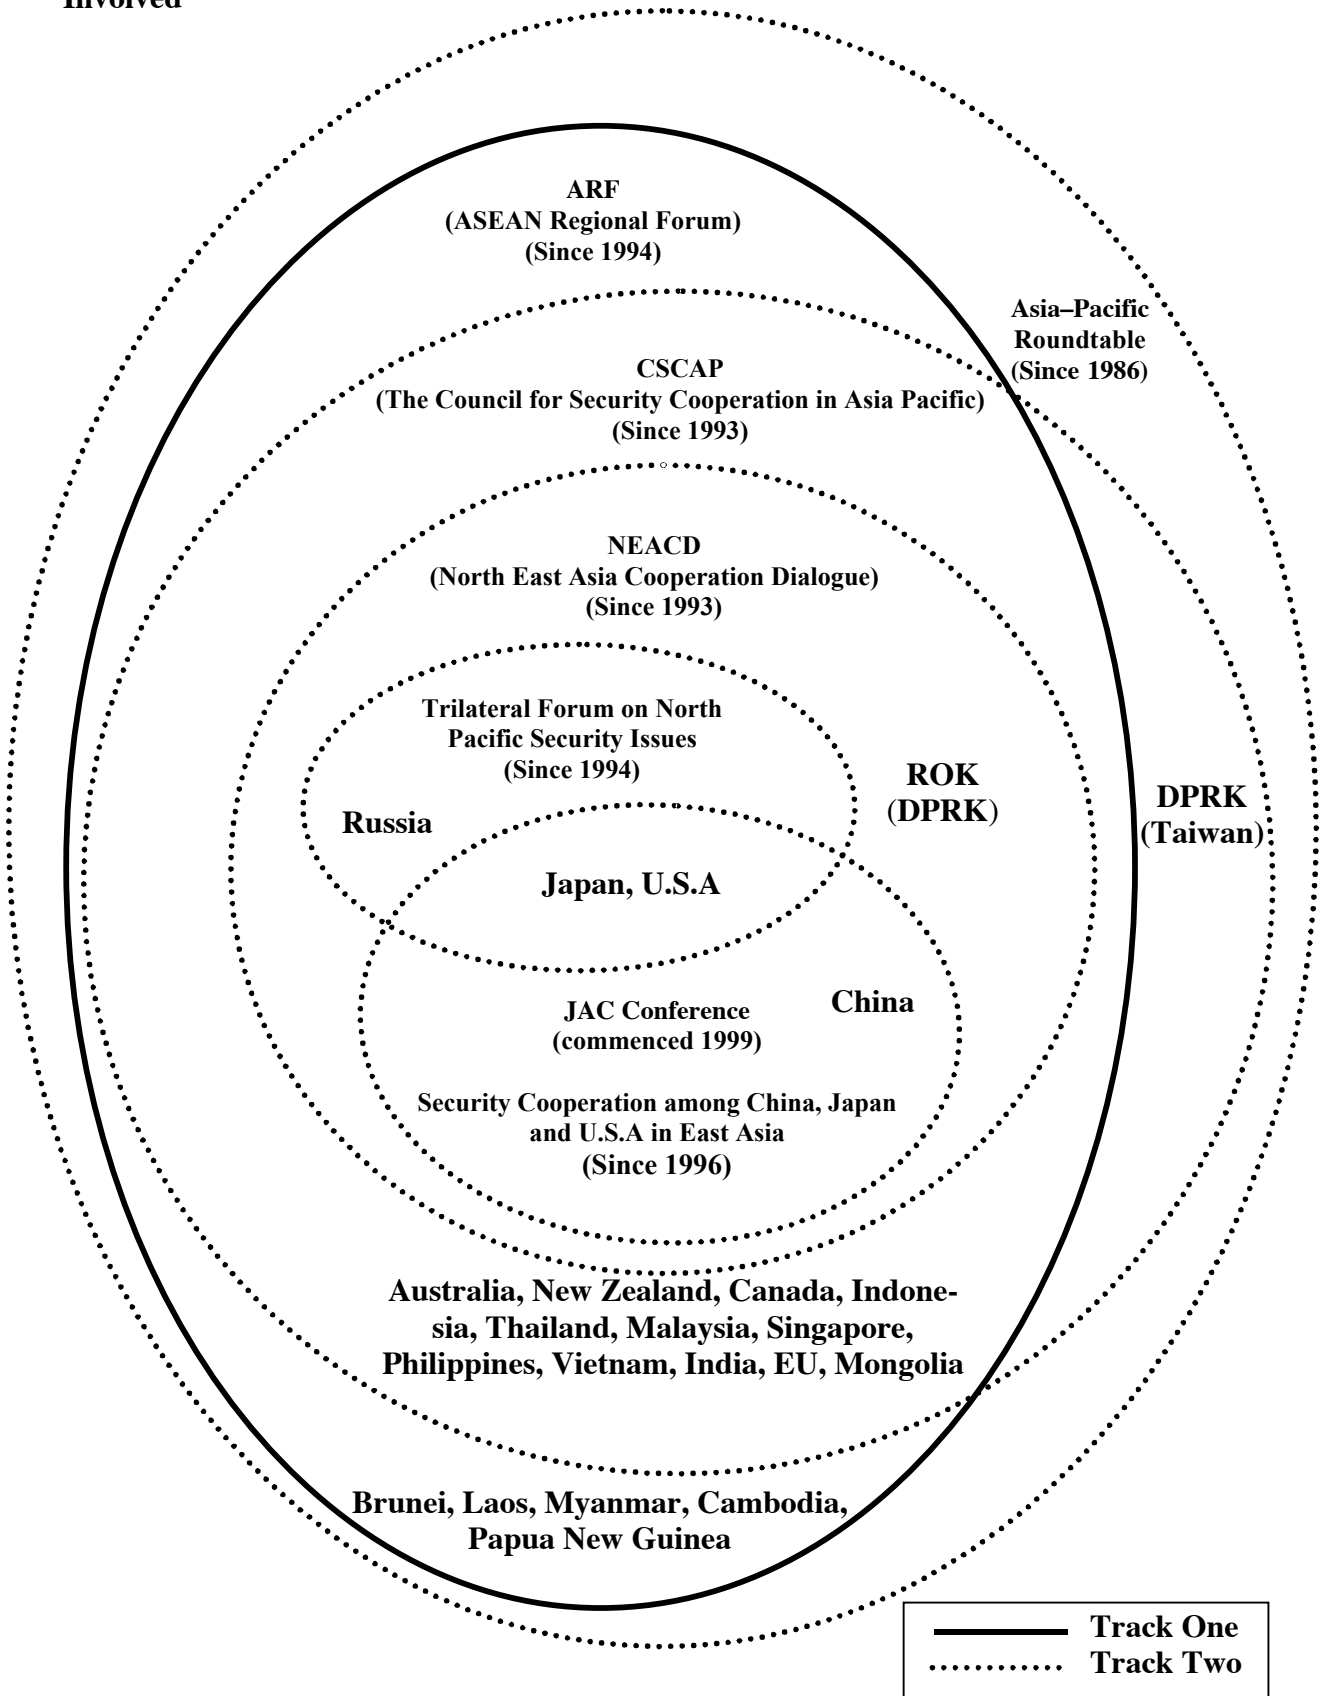 Involved
ARF
(ASEAN Regional Forum)
(Since 1994)
Asia–Pacific
Roundtable
(Since 1986)
CSCAP
(The Council for Security Cooperation in Asia Pacific)
(Since 1993)
NEACD
(North East Asia Cooperation Dialogue)
(Since 1993)
Trilateral Forum on North
Pacific Security Issues
(Since 1994)
Russia
ROK
(DPRK)
DPRK
(Taiwan)
Japan, U.S.A
China
JAC Conference
(commenced 1999)
Security Cooperation among China, Japan
and U.S.A in East Asia
(Since 1996)
Australia, New Zealand, Canada, Indone-
sia, Thailand, Malaysia, Singapore,
Philippines, Vietnam, India, EU, Mongolia
Brunei, Laos, Myanmar, Cambodia,
Papua New Guinea
Track One
Track Two